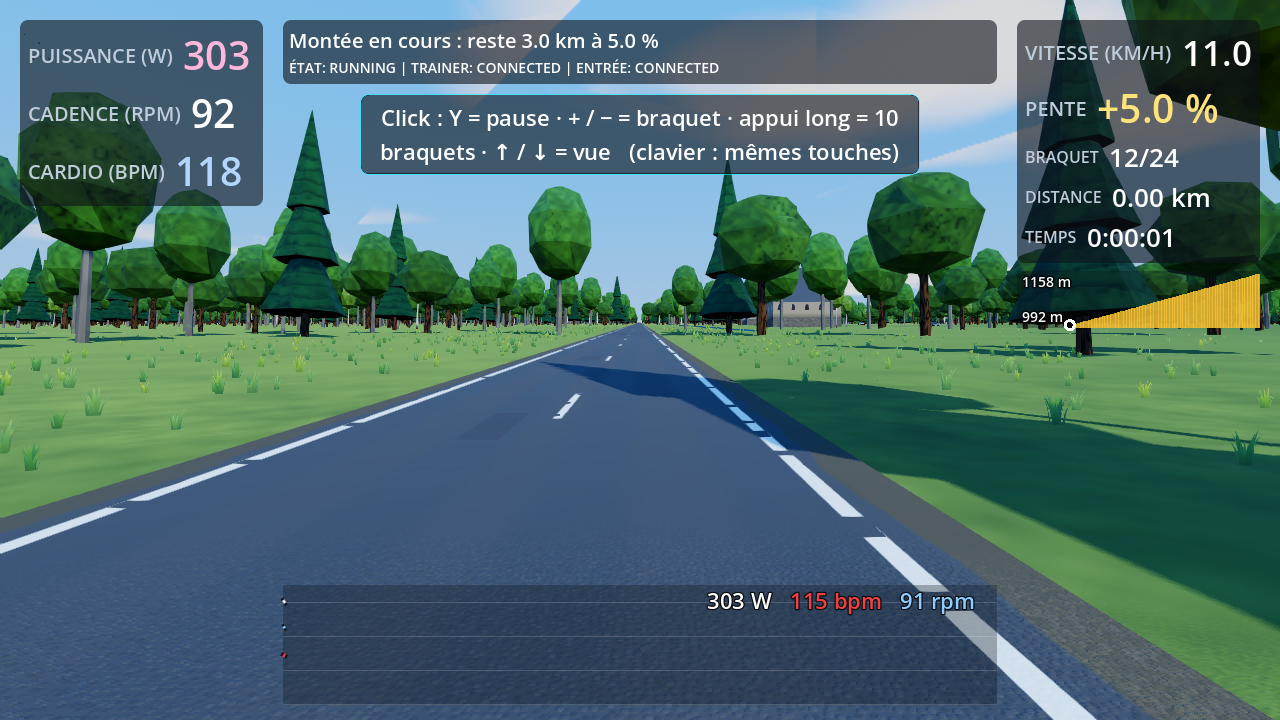 PUISSANCE (W) 303
CADENCE (RPM) 92
CARDIO (BPM) 118
Montée en cours : reste 3.0 km à 5.0 %
ÉTAT: RUNNING | TRAINER: CONNECTED | ENTRÉE: CONNECTED
Click : Y = pause · + / − = braquet · appui long = 10
braquets · ↑ / ↓ = vue (clavier : mêmes touches)
VITESSE (KM/H) 11.0
PENTE +5.0 %
BRAQUET 12/24
DISTANCE 0.00 km
TEMPS 0:00:01
1158 m
992 m
303 W 115 bpm 91 rpm